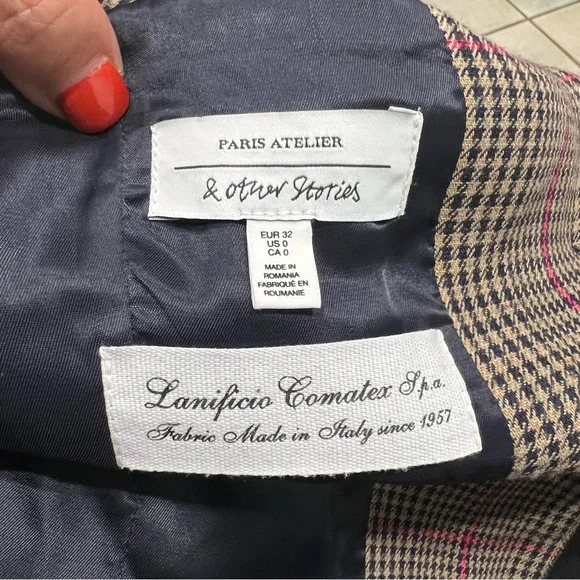 PARIS ATELIER
& Other Stories
EUR 32
US 0
CA 0
MADE IN
ROMANIA
FABRIQUÉ EN
ROUMANIE
Lanificio Comatex S.p.a.
Fabric Made in Italy since 1957